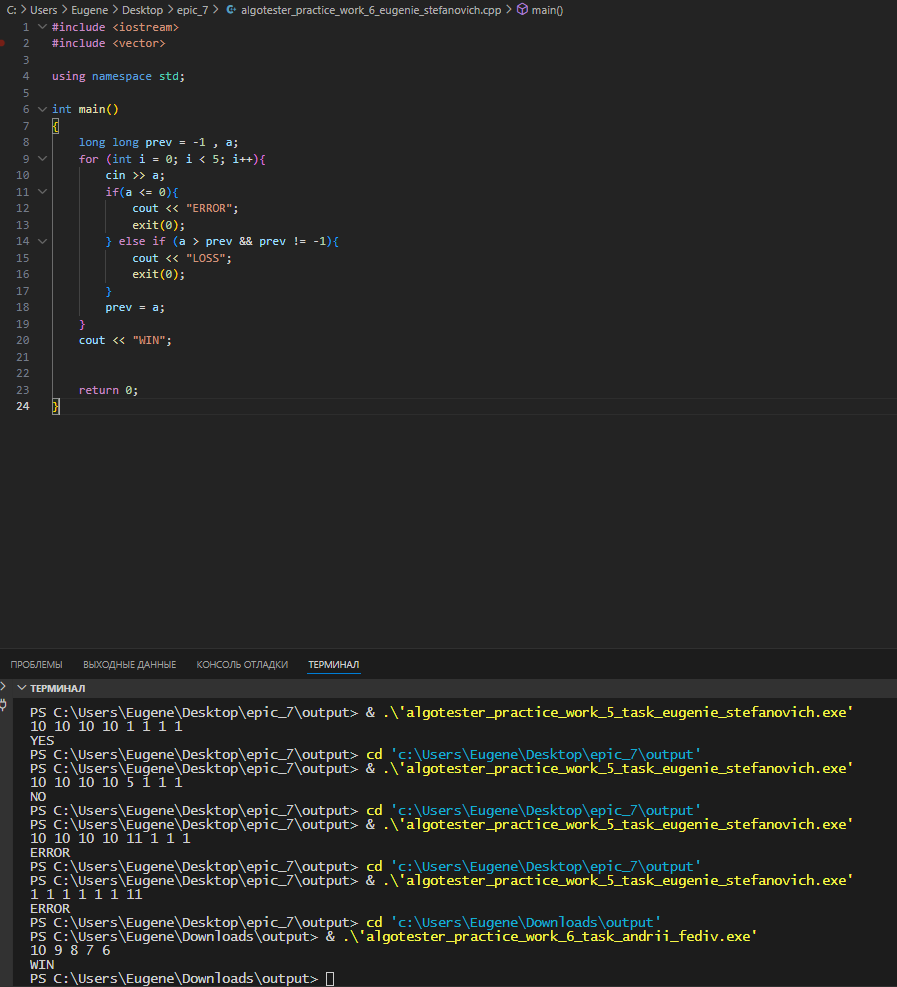 C: > Users > Eugene > Desktop > epic_7 > algotester_practice_work_6_eugenie_stefanovich.cpp > main()
1 #include <iostream>
2 #include <vector>
3
4 using namespace std;
5
6 int main()
7 {
8 long long prev = -1 , a;
9 for (int i = 0; i < 5; i++){
10 cin >> a;
11 if(a <= 0){
12 cout << "ERROR";
13 exit(0);
14 } else if (a > prev && prev != -1){
15 cout << "LOSS";
16 exit(0);
17 }
18 prev = a;
19 }
20 cout << "WIN";
21
22
23 return 0;
24 }
ПРОБЛЕМЫ ВЫХОДНЫЕ ДАННЫЕ КОНСОЛЬ ОТЛАДКИ ТЕРМИНАЛ
ТЕРМИНАЛ
PS C:\Users\Eugene\Desktop\epic_7\output> & .\'algotester_practice_work_5_task_eugenie_stefanovich.exe'
10 10 10 10 1 1 1 1
YES
PS C:\Users\Eugene\Desktop\epic_7\output> cd 'c:\Users\Eugene\Desktop\epic_7\output'
PS C:\Users\Eugene\Desktop\epic_7\output> & .\'algotester_practice_work_5_task_eugenie_stefanovich.exe'
10 10 10 10 5 1 1 1
NO
PS C:\Users\Eugene\Desktop\epic_7\output> cd 'c:\Users\Eugene\Desktop\epic_7\output'
PS C:\Users\Eugene\Desktop\epic_7\output> & .\'algotester_practice_work_5_task_eugenie_stefanovich.exe'
10 10 10 10 11 1 1 1
ERROR
PS C:\Users\Eugene\Desktop\epic_7\output> cd 'c:\Users\Eugene\Desktop\epic_7\output'
PS C:\Users\Eugene\Desktop\epic_7\output> & .\'algotester_practice_work_5_task_eugenie_stefanovich.exe'
1 1 1 1 1 1 1 11
ERROR
PS C:\Users\Eugene\Desktop\epic_7\output> cd 'c:\Users\Eugene\Downloads\output'
PS C:\Users\Eugene\Downloads\output> & .\'algotester_practice_work_6_task_andrii_fediv.exe'
10 9 8 7 6
WIN
PS C:\Users\Eugene\Downloads\output>